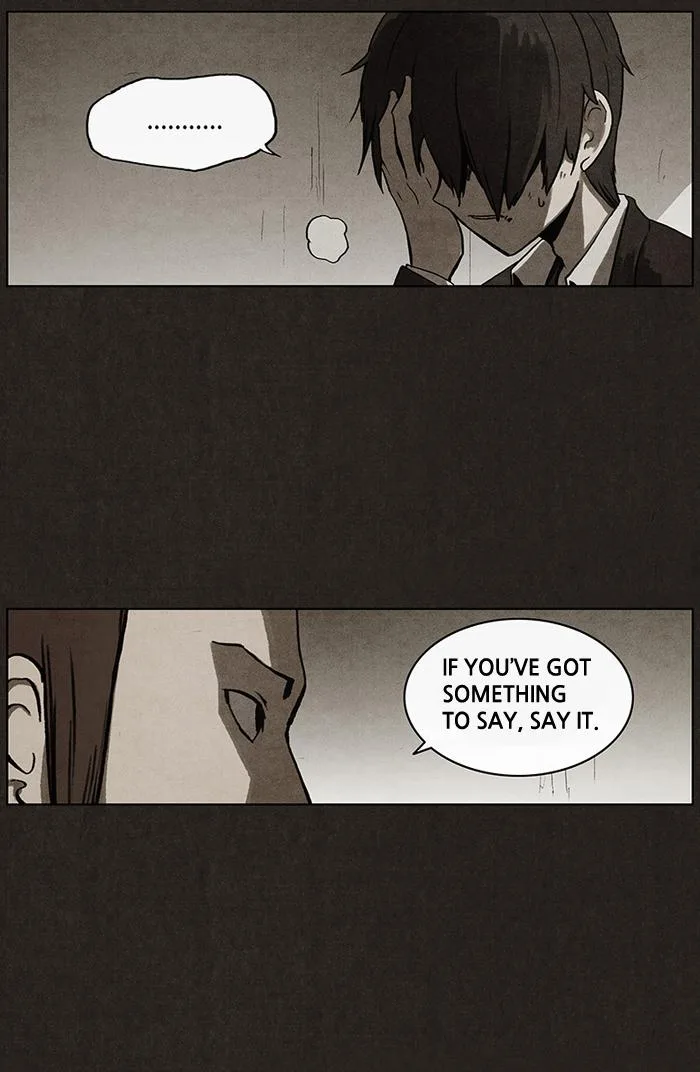 ...........
IF YOU'VE GOT
SOMETHING
TO SAY, SAY IT.